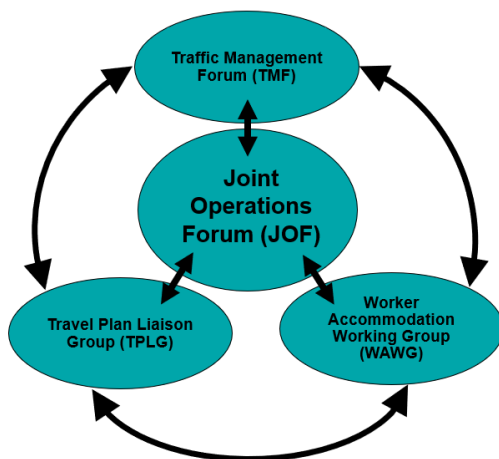 Traffic Management
Forum (TMF)
Joint
Operations
Forum (JOF)
Travel Plan Liaison
Group (TPLG)
Worker
Accommodation
Working Group
(WAWG)